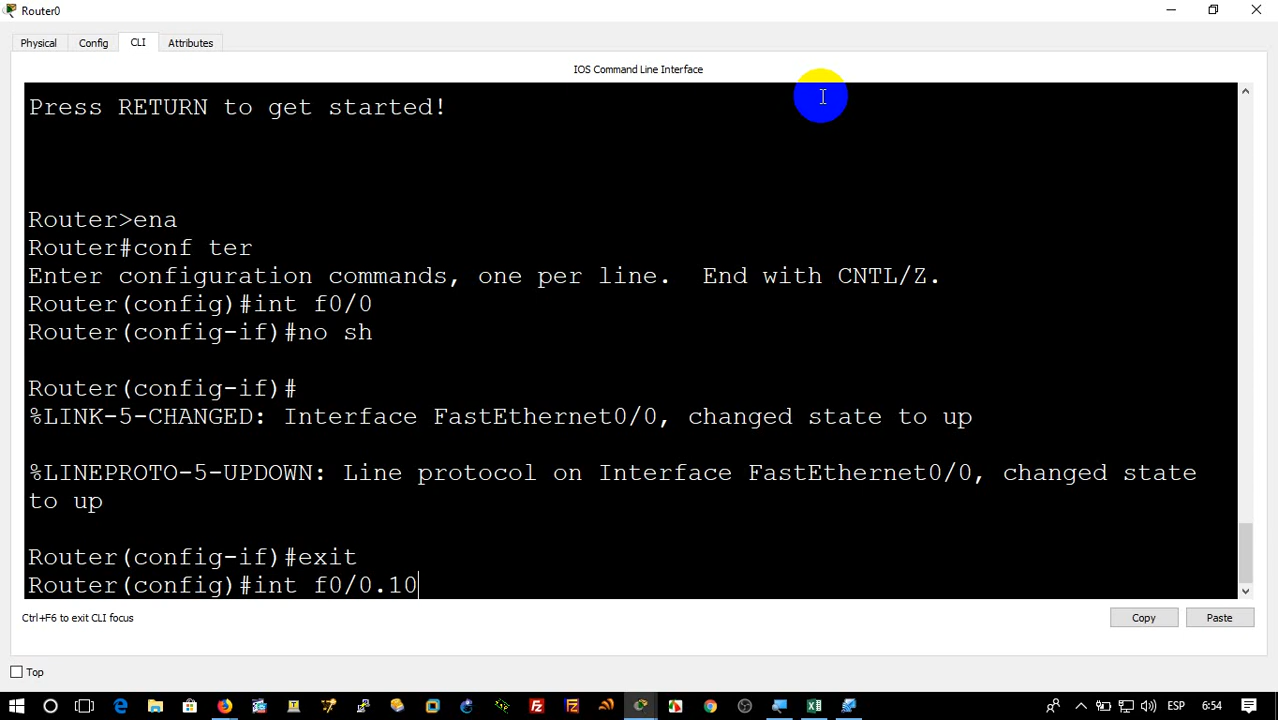 Router0
Physical Config CLI Attributes
IOS Command Line Interface
Press RETURN to get started!
Router>ena
Router#conf ter
Enter configuration commands, one per line.  End with CNTL/Z.
Router(config)#int f0/0
Router(config-if)#no sh
Router(config-if)#
%LINK-5-CHANGED: Interface FastEthernet0/0, changed state to up
%LINEPROTO-5-UPDOWN: Line protocol on Interface FastEthernet0/0, changed state
to up
Router(config-if)#exit
Router(config)#int f0/0.10
Ctrl+F6 to exit CLI focus
Copy Paste
Top
ESP 6:54